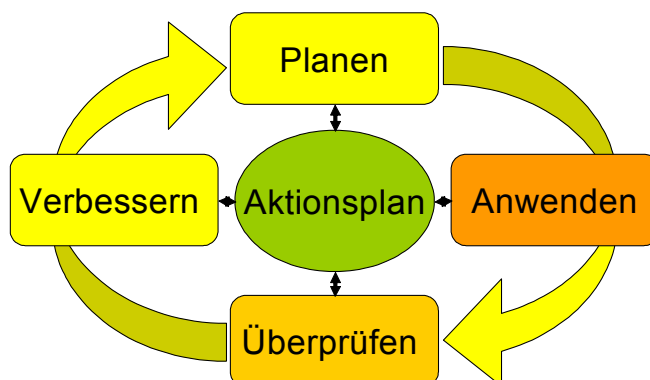 Planen
Verbessern
Aktionsplan
Anwenden
Überprüfen